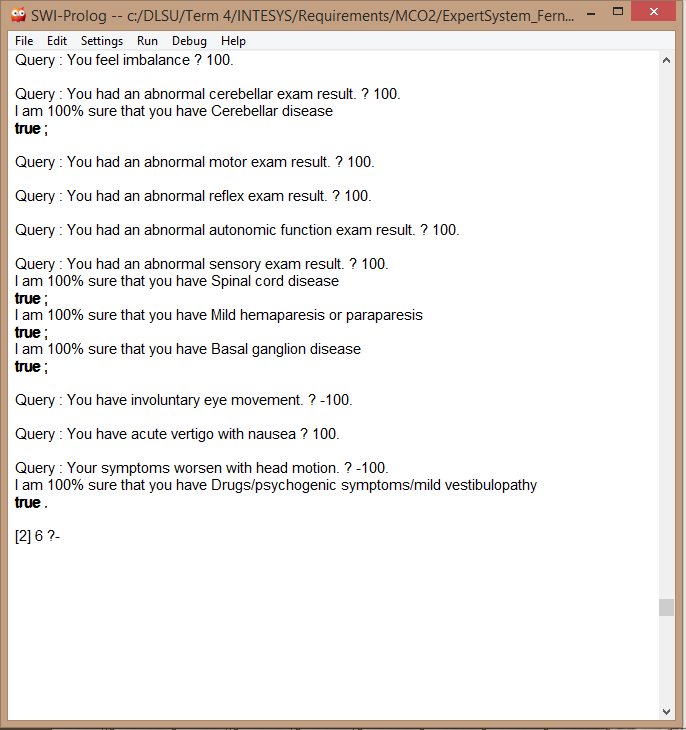 SWI-Prolog -- c:/DLSU/Term 4/INTESYS/Requirements/MCO2/ExpertSystem_Fern...
File Edit Settings Run Debug Help
Query : You feel imbalance ? 100.
Query : You had an abnormal cerebellar exam result. ? 100.
I am 100% sure that you have Cerebellar disease
true ;
Query : You had an abnormal motor exam result. ? 100.
Query : You had an abnormal reflex exam result. ? 100.
Query : You had an abnormal autonomic function exam result. ? 100.
Query : You had an abnormal sensory exam result. ? 100.
I am 100% sure that you have Spinal cord disease
true ;
I am 100% sure that you have Mild hemaparesis or paraparesis
true ;
I am 100% sure that you have Basal ganglion disease
true ;
Query : You have involuntary eye movement. ? -100.
Query : You have acute vertigo with nausea ? 100.
Query : Your symptoms worsen with head motion. ? -100.
I am 100% sure that you have Drugs/psychogenic symptoms/mild vestibulopathy
true .
[2] 6 ?-